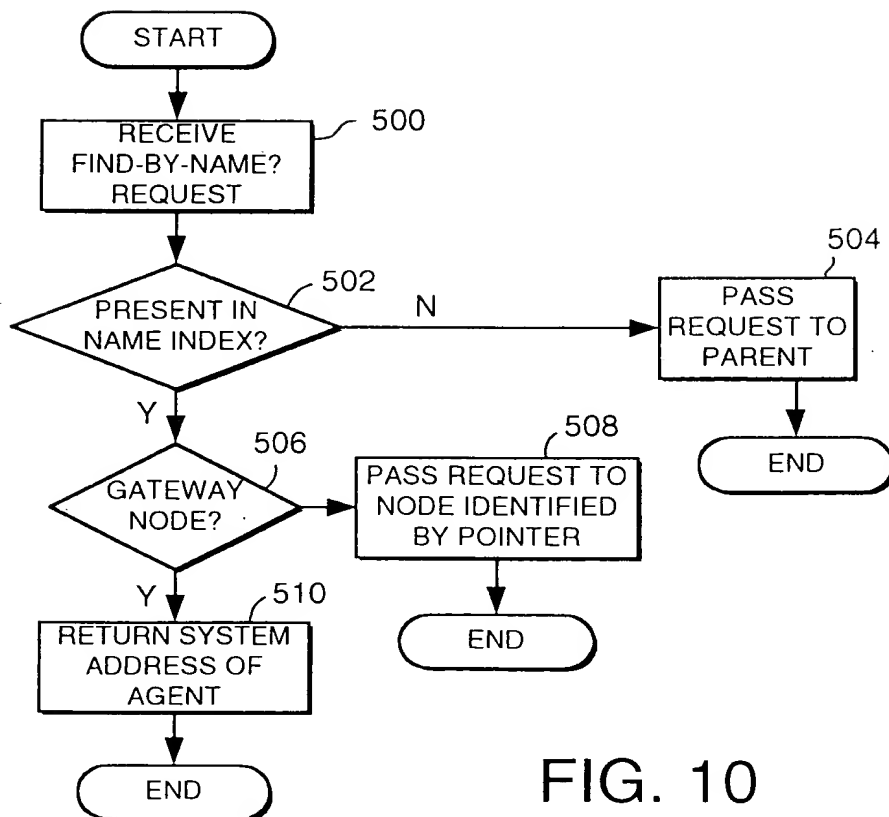 START
500
RECEIVE
FIND-BY-NAME?
REQUEST
502
PRESENT IN
NAME INDEX?
N
504
PASS
REQUEST TO
PARENT
END
Y
506
GATEWAY
NODE?
508
PASS REQUEST TO
NODE IDENTIFIED
BY POINTER
END
Y
510
RETURN SYSTEM
ADDRESS OF
AGENT
END
FIG. 10